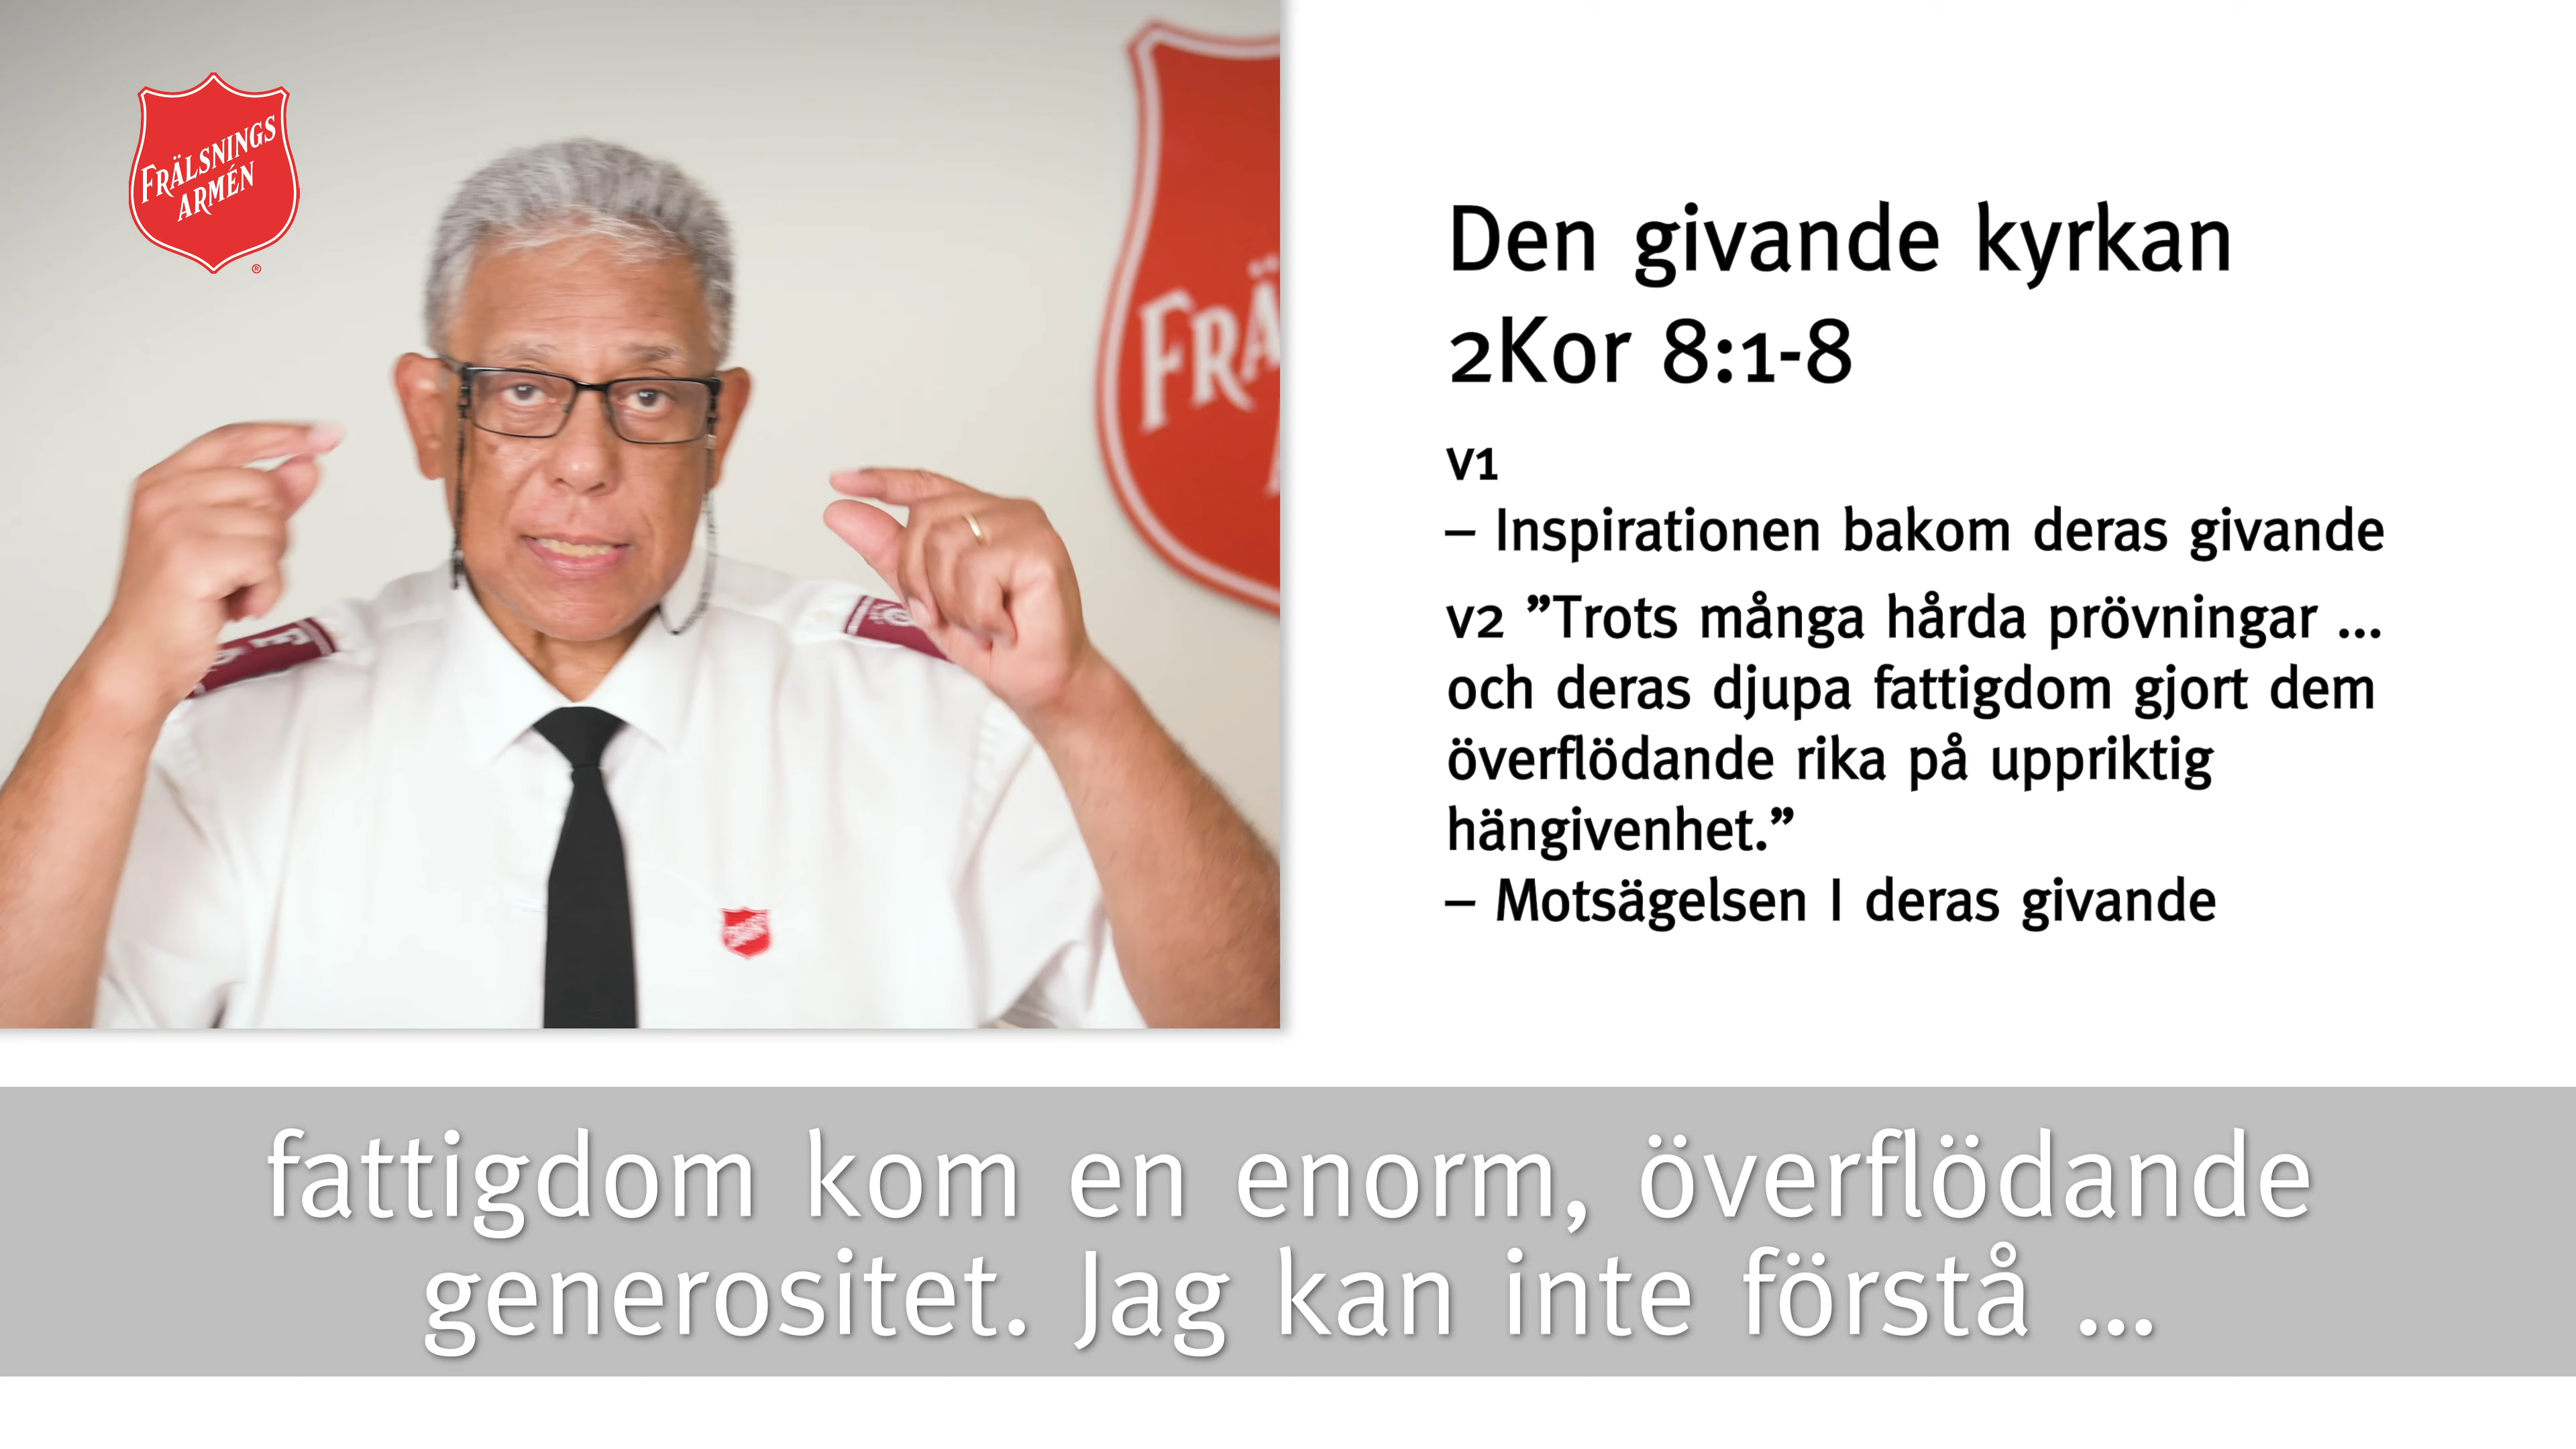 FRÄLSNINGS
ARMÉN
®
FRÄ
Den givande kyrkan
2Kor 8:1-8
v1
– Inspirationen bakom deras givande
v2 ”Trots många hårda prövningar ...
och deras djupa fattigdom gjort dem
överflödande rika på uppriktig
hängivenhet.”
– Motsägelsen I deras givande
fattigdom kom en enorm, överflödande
generositet. Jag kan inte förstå ...